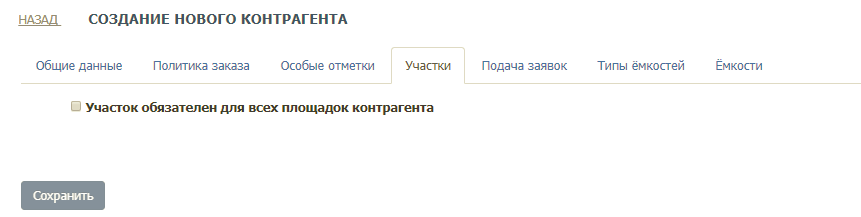 НАЗАД СОЗДАНИЕ НОВОГО КОНТРАГЕНТА
Общие данные Политика заказа Особые отметки Участки Подача заявок Типы ёмкостей Ёмкости
Участок обязателен для всех площадок контрагента
Сохранить